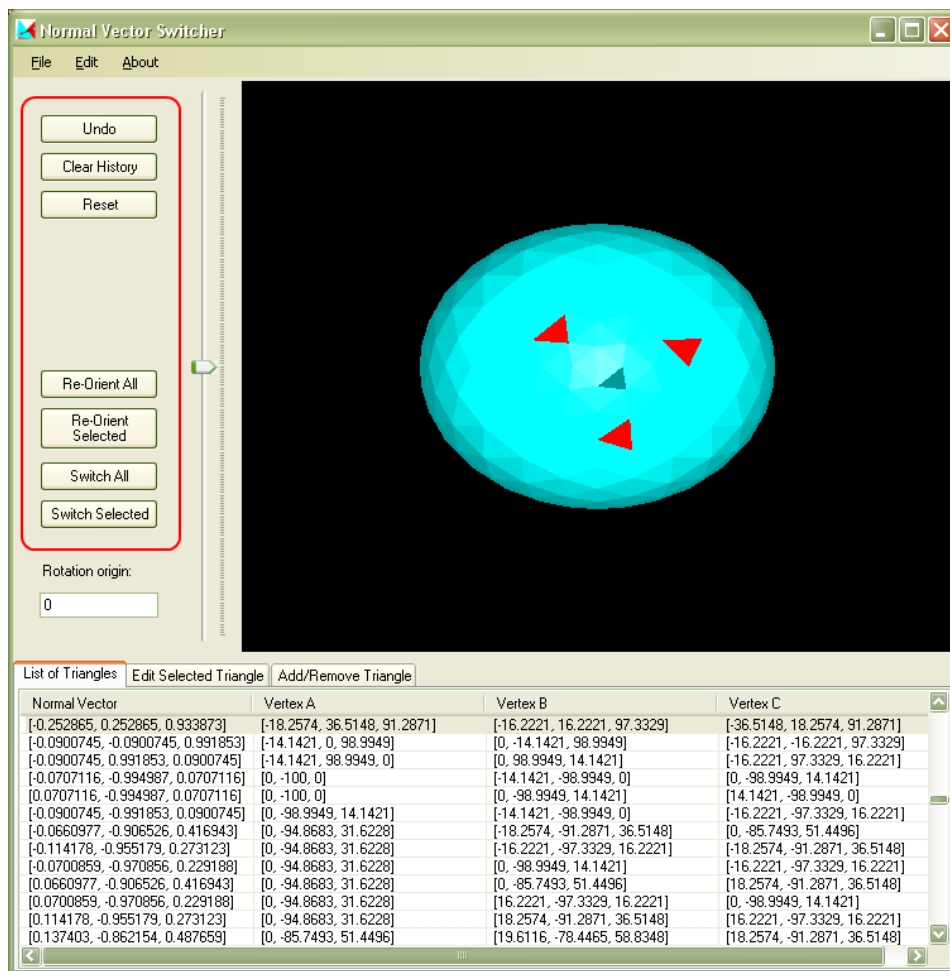 Normal Vector Switcher
File Edit About
Undo
Clear History
Reset
Re-Orient All
Re-Orient
Selected
Switch All
Switch Selected
Rotation origin:
0
List of Triangles Edit Selected Triangle Add/Remove Triangle
Normal Vector Vertex A Vertex B Vertex C
[-0.252865, 0.252865, 0.933873] [-18.2574, 36.5148, 91.2871] [-16.2221, 16.2221, 97.3329] [-36.5148, 18.2574, 91.2871]
[-0.0900745, -0.0900745, 0.991853] [-14.1421, 0, 98.9949] [0, -14.1421, 98.9949] [-16.2221, -16.2221, 97.3329]
[-0.0900745, 0.991853, 0.0900745] [-14.1421, 98.9949, 0] [0, 98.9949, 14.1421] [-16.2221, 97.3329, 16.2221]
[-0.0707116, -0.994987, 0.0707116] [0, -100, 0] [-14.1421, -98.9949, 0] [0, -98.9949, 14.1421]
[0.0707116, -0.994987, 0.0707116] [0, -100, 0] [0, -98.9949, 14.1421] [14.1421, -98.9949, 0]
[-0.0900745, -0.991853, 0.0900745] [0, -98.9949, 14.1421] [-14.1421, -98.9949, 0] [-16.2221, -97.3329, 16.2221]
[-0.0660977, -0.906526, 0.416943] [0, -94.8683, 31.6228] [-18.2574, -91.2871, 36.5148] [0, -85.7493, 51.4496]
[-0.114178, -0.955179, 0.273123] [0, -94.8683, 31.6228] [-16.2221, -97.3329, 16.2221] [-18.2574, -91.2871, 36.5148]
[-0.0700859, -0.970856, 0.229188] [0, -94.8683, 31.6228] [0, -98.9949, 14.1421] [-16.2221, -97.3329, 16.2221]
[0.0660977, -0.906526, 0.416943] [0, -94.8683, 31.6228] [0, -85.7493, 51.4496] [18.2574, -91.2871, 36.5148]
[0.0700859, -0.970856, 0.229188] [0, -94.8683, 31.6228] [16.2221, -97.3329, 16.2221] [0, -98.9949, 14.1421]
[0.114178, -0.955179, 0.273123] [0, -94.8683, 31.6228] [18.2574, -91.2871, 36.5148] [16.2221, -97.3329, 16.2221]
[0.137403, -0.862154, 0.487659] [0, -85.7493, 51.4496] [19.6116, -78.4465, 58.8348] [18.2574, -91.2871, 36.5148]